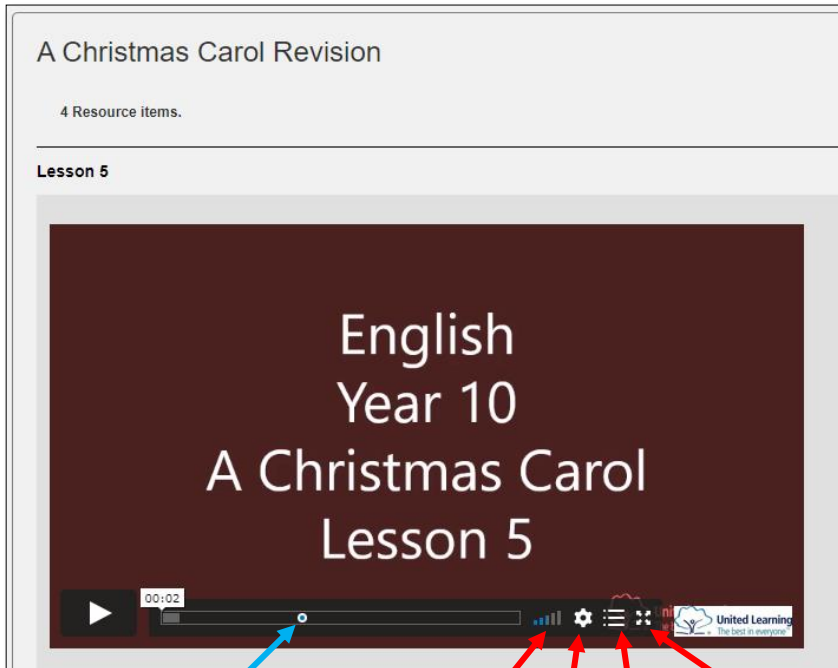 A Christmas Carol Revision
4 Resource items.
Lesson 5
English
Year 10
A Christmas Carol
Lesson 5
00:02
United Learning
The best in everyone